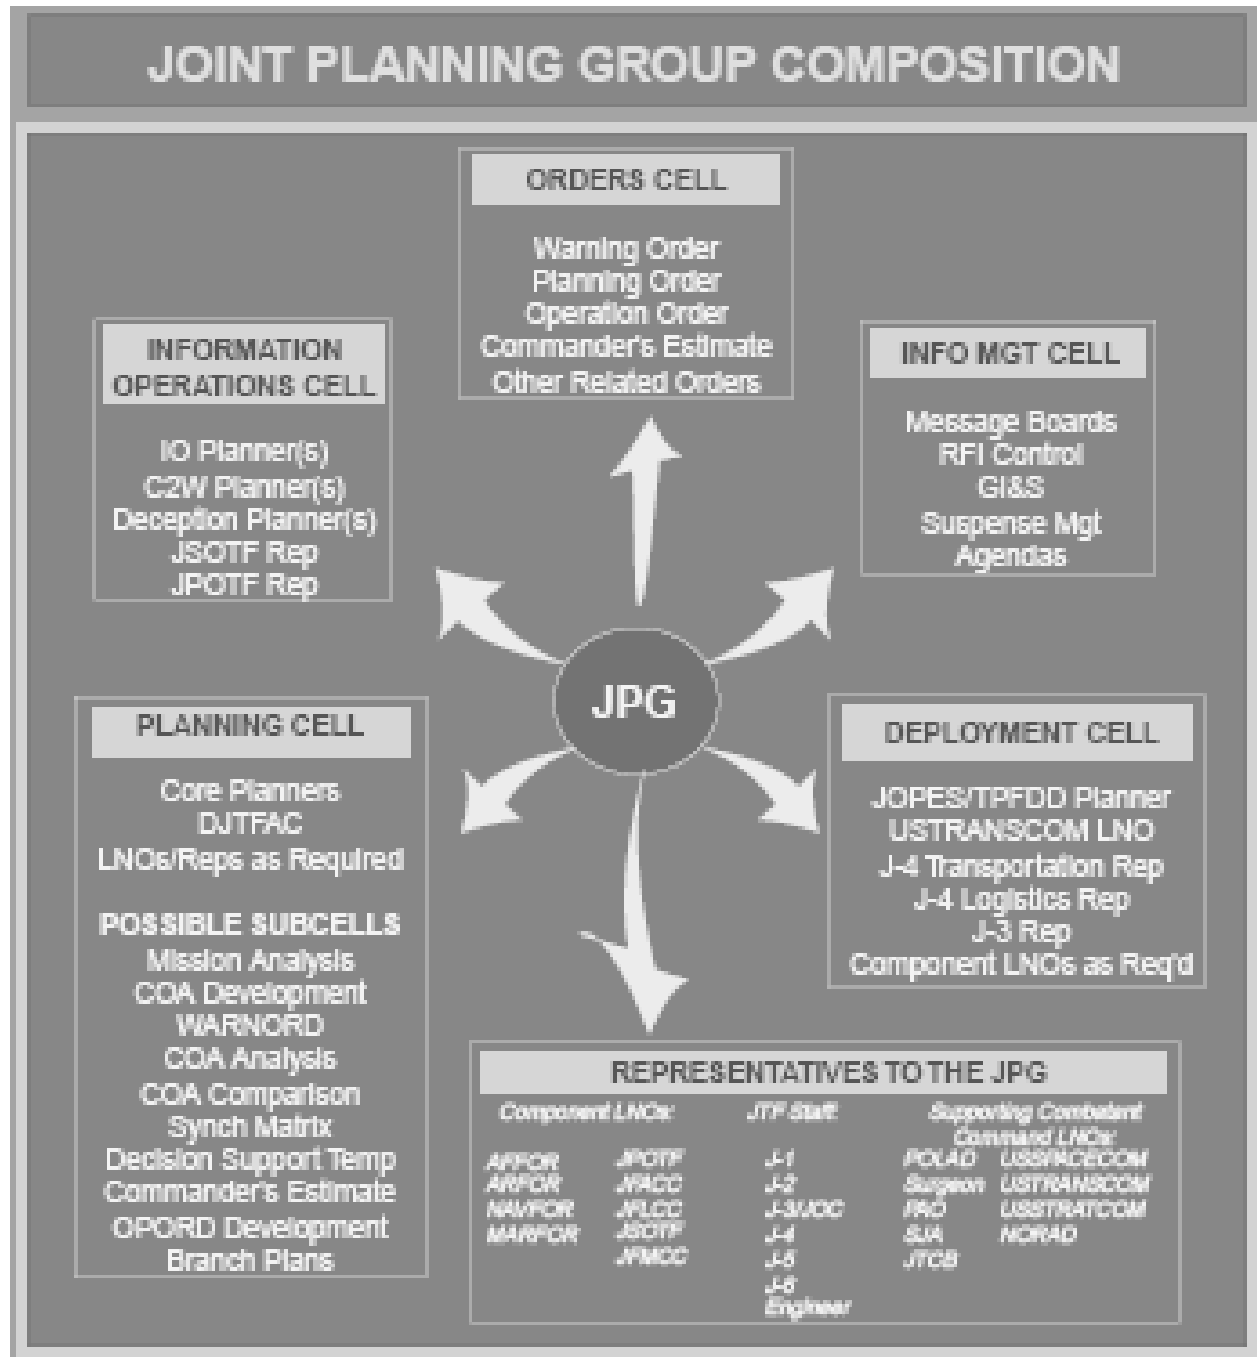 JOINT PLANNING GROUP COMPOSITION
ORDERS CELL
Warning Order
Planning Order
Operation Order
Commander's Estimate
Other Related Orders
INFORMATION
OPERATIONS CELL
IO Planner(s)
C2W Planner(s)
Deception Planner(s)
JSOTF Rep
JPOTF Rep
INFO MGT CELL
Message Boards
RFI Control
GI&S
Suspense Mgt
Agendas
JPG
PLANNING CELL
Core Planners
DJTFAC
LNOs/Reps as Required
POSSIBLE SUBCELLS
Mission Analysis
COA Development
WARNORD
COA Analysis
COA Comparison
Synch Matrix
Decision Support Temp
Commander's Estimate
OPORD Development
Branch Plans
DEPLOYMENT CELL
JOPES/TPFDD Planner
USTRANSCOM LNO
J-4 Transportation Rep
J-4 Logistics Rep
J-3 Rep
Component LNOs as Req'd
REPRESENTATIVES TO THE JPG
Component LNOs:
AFFOR
ARFOR
NAVFOR
MARFOR
JPOTF
JFACC
JFLCC
JSOTF
JFMCC
JTF Staff:
J-1
J-2
J-3/JOC
J-4
J-5
J-6
Engineer
Supporting Combatant
Command LNOs:
POLAD
Surgeon
PAO
SJA
JTCB
USSPACECOM
USTRANSCOM
USSTRATCOM
NORAD